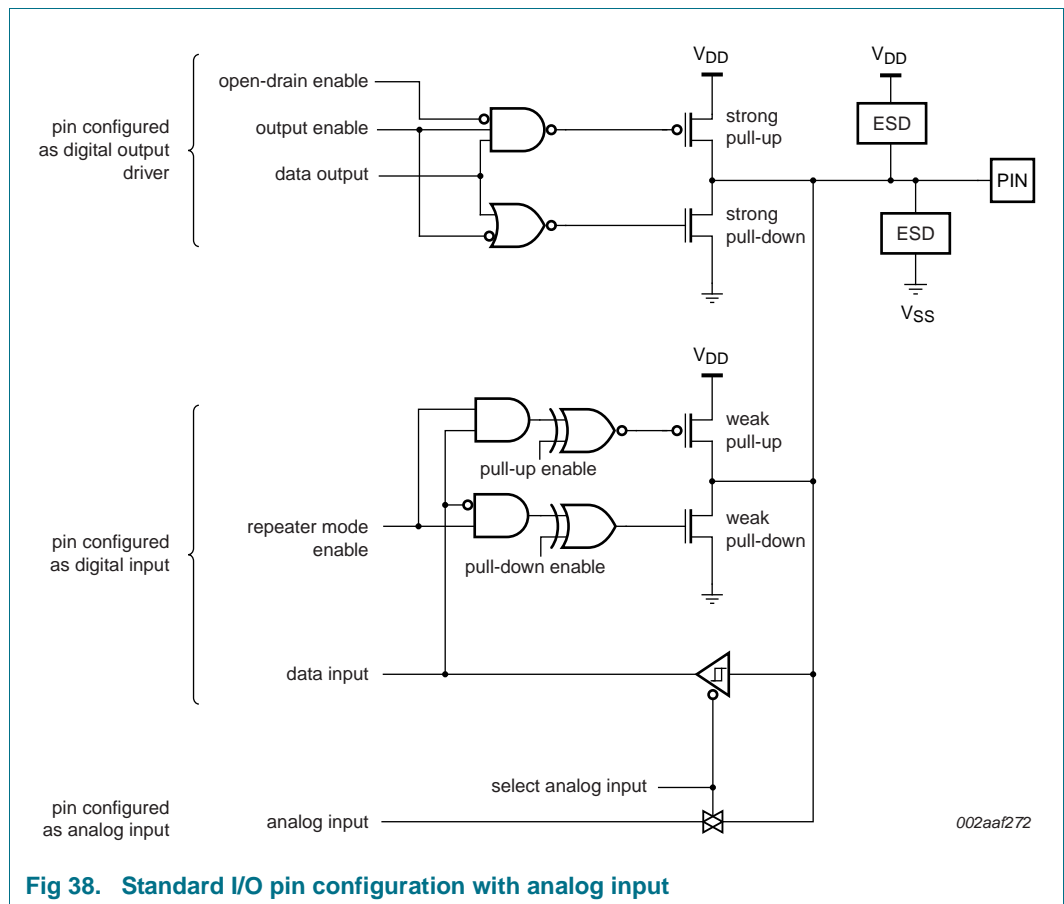 VDD
VDD
open-drain enable
ESD
strong
pull-up
pin configured
as digital output
driver
output enable
data output
PIN
strong
pull-down
ESD
VSS
VDD
weak
pull-up
pull-up enable
pin configured
as digital input
repeater mode
enable
weak
pull-down
pull-down enable
data input
select analog input
pin configured
as analog input
analog input
002aaf272
Fig 38. Standard I/O pin configuration with analog input